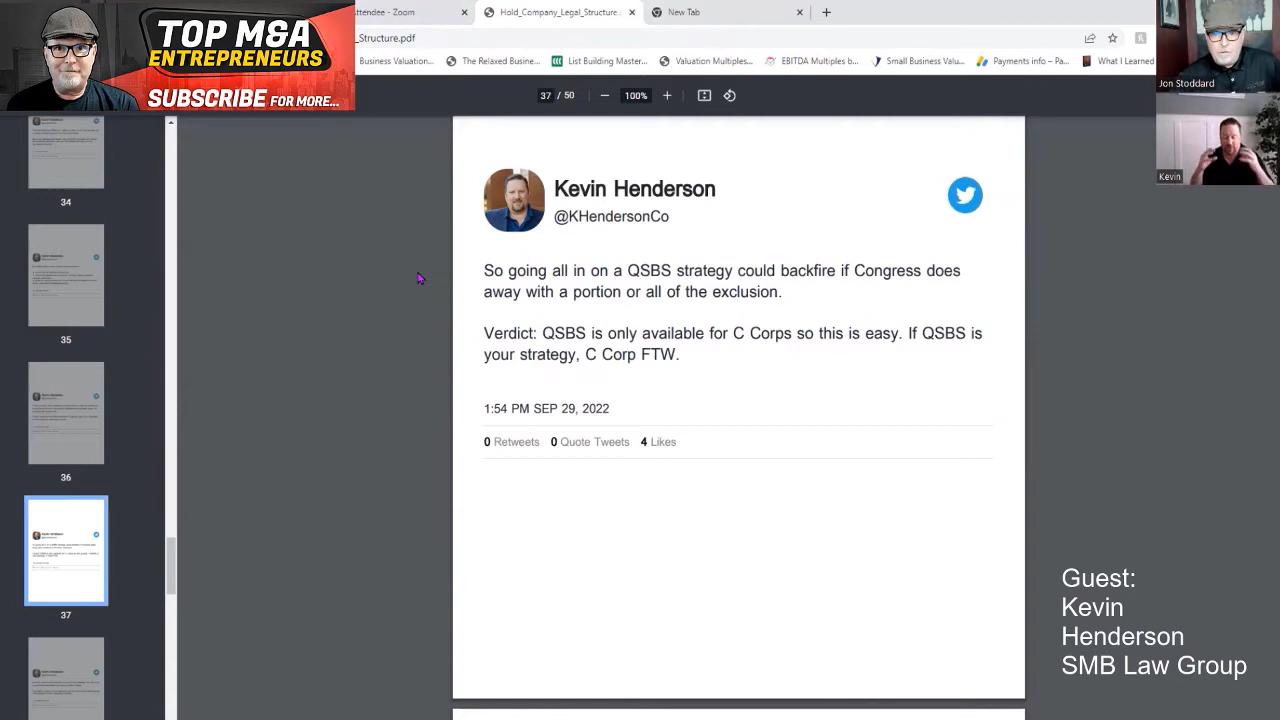 TOP M&A
ENTREPRENEURS
SUBSCRIBE FOR MORE...
ttendee - Zoom
Hold_Company_Legal_Structure.
New Tab
_Structure.pdf
Business Valuation...
The Relaxed Busine...
List Building Master...
Valuation Multiples...
EBITDA Multiples b
Small Business Valu...
Payments info – Pa...
What I Learned
37 / 50
100%
Jon Stoddard
Kevin
34
35
36
37
Kevin Henderson
@KHendersonCo
So going all in on a QSBS strategy could backfire if Congress does
away with a portion or all of the exclusion.
Verdict: QSBS is only available for C Corps so this is easy. If QSBS is
your strategy, C Corp FTW.
1:54 PM SEP 29, 2022
0 Retweets 0 Quote Tweets 4 Likes
Guest:
Kevin
Henderson
SMB Law Group